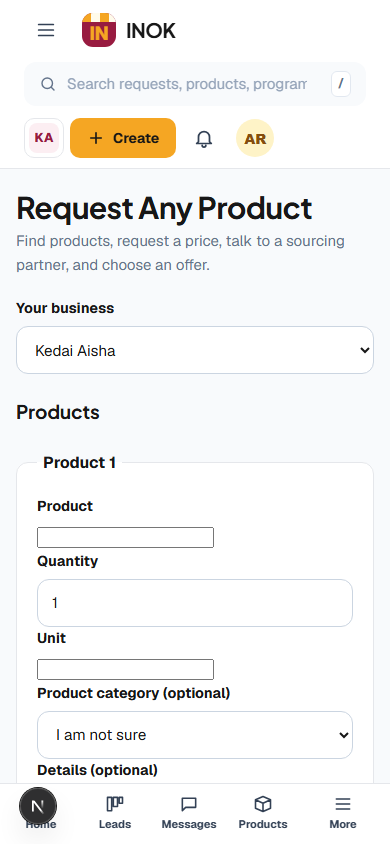 IN INOK
Search requests, products, program
/
KA
+ Create
AR
Request Any Product
Find products, request a price, talk to a sourcing
partner, and choose an offer.
Your business
Kedai Aisha
Products
Product 1
Product
Quantity
1
Unit
Product category (optional)
I am not sure
Details (optional)
N
Home Leads Messages Products More